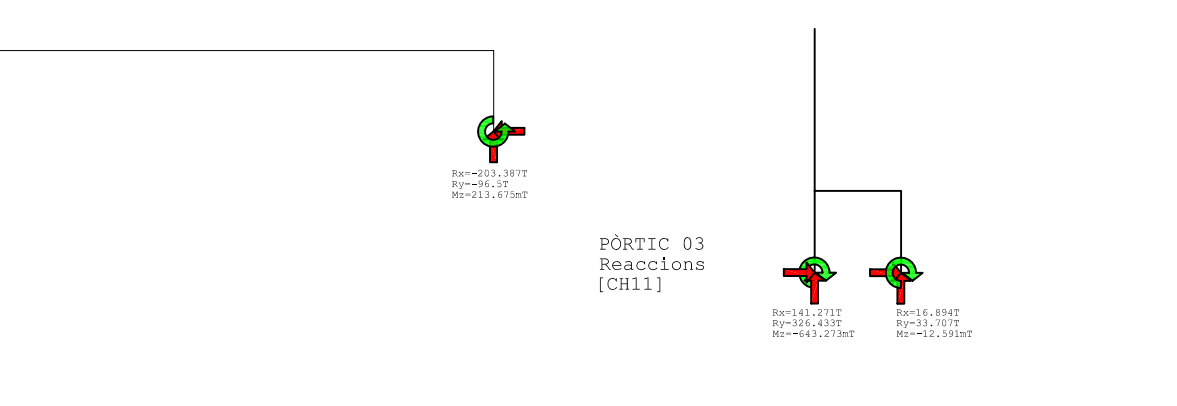 Rx=-203.387T
Ry=-96.5T
Mz=213.675mT
PÒRTIC 03
Reaccions
[CH11]
Rx=141.271T
Ry=326.433T
Mz=-643.273mT
Rx=16.894T
Ry=33.707T
Mz=-12.591mT